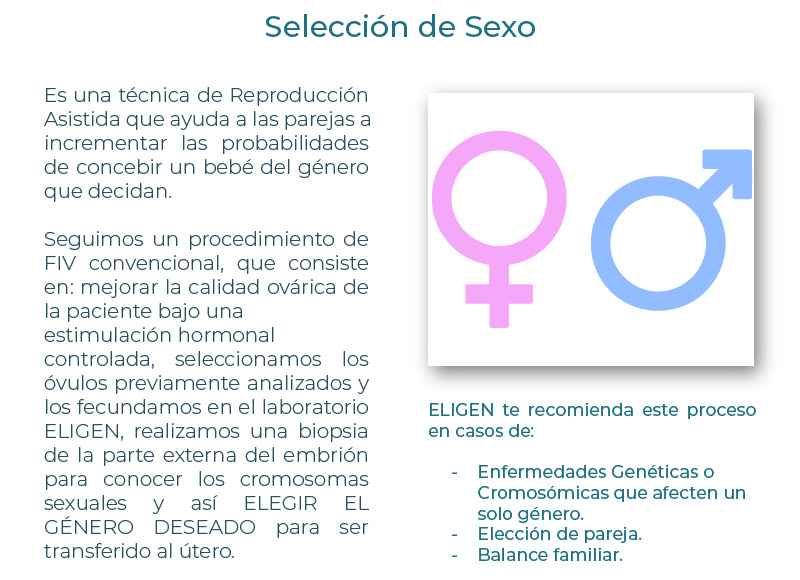 Selección de Sexo
Es una técnica de Reproducción
Asistida que ayuda a las parejas a
incrementar las probabilidades
de concebir un bebé del género
que decidan.
Seguimos un procedimiento de
FIV convencional, que consiste
en: mejorar la calidad ovárica de
la paciente bajo una
estimulación hormonal
controlada, seleccionamos los
óvulos previamente analizados y
los fecundamos en el laboratorio
ELIGEN, realizamos una biopsia
de la parte externa del embrión
para conocer los cromosomas
sexuales y así ELEGIR EL
GÉNERO DESEADO para ser
transferido al útero.
ELIGEN te recomienda este proceso
en casos de:
- Enfermedades Genéticas o
Cromosómicas que afecten un
solo género.
- Elección de pareja.
- Balance familiar.